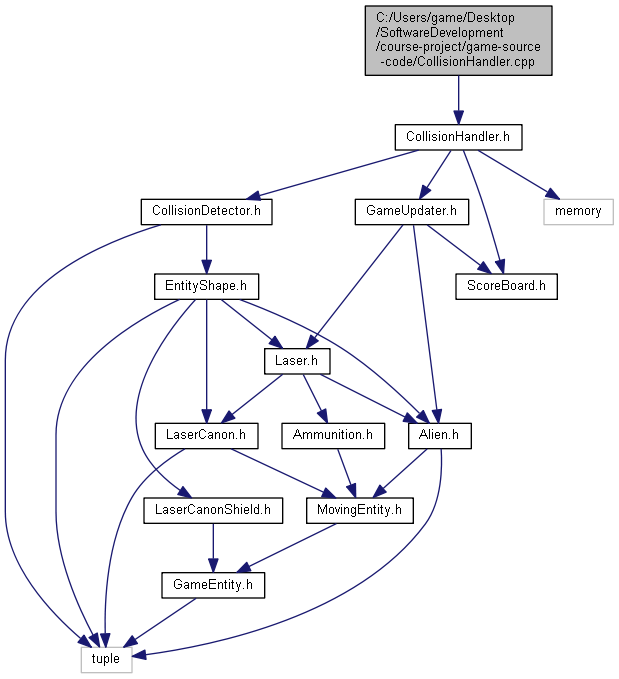 C:/Users/game/Desktop
/SoftwareDevelopment
/course-project/game-source
-code/CollisionHandler.cpp
CollisionHandler.h
CollisionDetector.h
GameUpdater.h
memory
EntityShape.h
ScoreBoard.h
Laser.h
LaserCanon.h
Ammunition.h
Alien.h
LaserCanonShield.h
MovingEntity.h
GameEntity.h
tuple